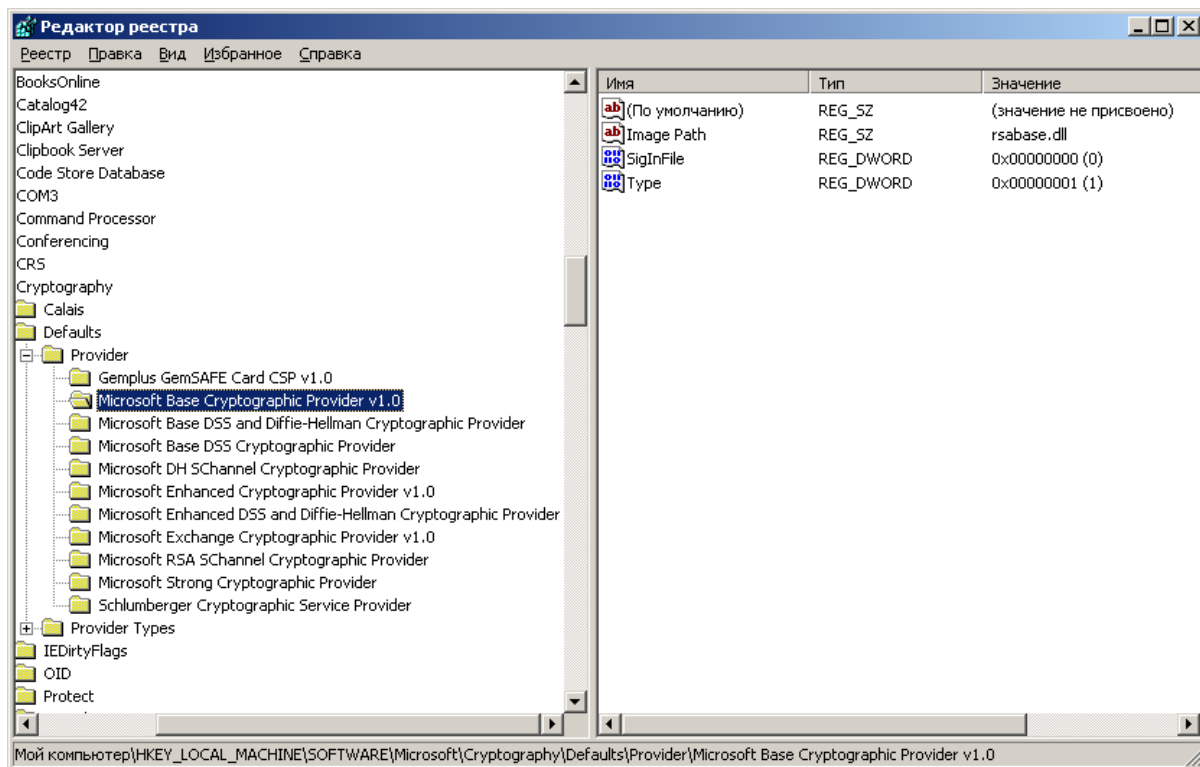 Редактор реестра
Реестр Правка Вид Избранное Справка
BooksOnline
Catalog42
ClipArt Gallery
Clipbook Server
Code Store Database
COM3
Command Processor
Conferencing
CRS
Cryptography
Calais
Defaults
Provider
Gemplus GemSAFE Card CSP v1.0
Microsoft Base Cryptographic Provider v1.0
Microsoft Base DSS and Diffie-Hellman Cryptographic Provider
Microsoft Base DSS Cryptographic Provider
Microsoft DH SChannel Cryptographic Provider
Microsoft Enhanced Cryptographic Provider v1.0
Microsoft Enhanced DSS and Diffie-Hellman Cryptographic Provider
Microsoft Exchange Cryptographic Provider v1.0
Microsoft RSA SChannel Cryptographic Provider
Microsoft Strong Cryptographic Provider
Schlumberger Cryptographic Service Provider
Provider Types
IEDirtyFlags
OID
Protect
Имя Тип Значение
(По умолчанию) REG_SZ (значение не присвоено)
Image Path REG_SZ rsabase.dll
SigInFile REG_DWORD 0x00000000 (0)
Type REG_DWORD 0x00000001 (1)
Мой компьютер\HKEY_LOCAL_MACHINE\SOFTWARE\Microsoft\Cryptography\Defaults\Provider\Microsoft Base Cryptographic Provider v1.0